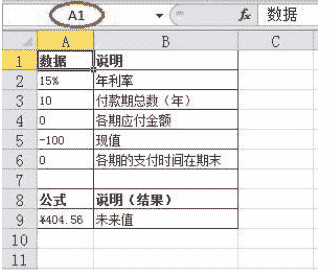 A1 fx 数据
A B C
1 数据 说明
2 15% 年利率
3 10 付款期总数（年）
4 0 各期应付金额
5 -100 现值
6 0 各期的支付时间在期末
7
8 公式 说明（结果）
9 ¥404.56 未来值
10
11